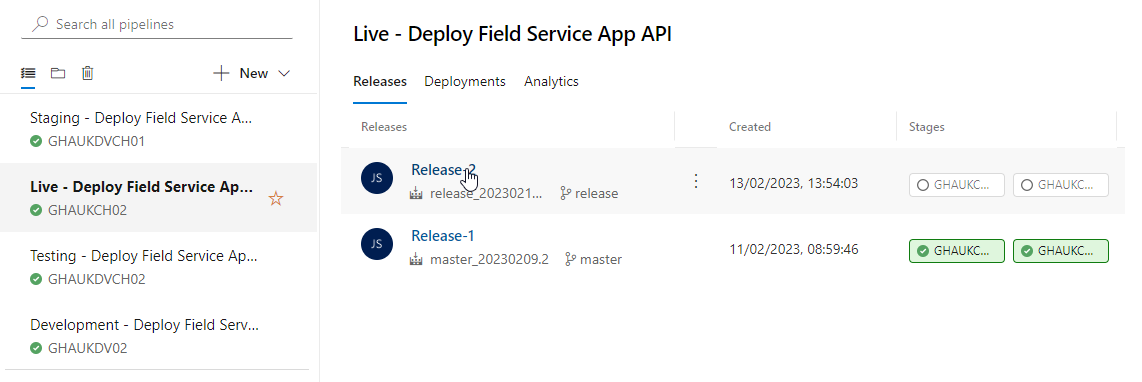 Search all pipelines
New
Staging - Deploy Field Service A...
GHAUKDVCH01
Live - Deploy Field Service Ap...
GHAUKCH02
Testing - Deploy Field Service Ap...
GHAUKDVCH02
Development - Deploy Field Serv...
GHAUKDV02
Live - Deploy Field Service App API
Releases Deployments Analytics
Releases Created Stages
JS Release-2 13/02/2023, 13:54:03 GHAUKC... GHAUKC...
release_2023021... release
JS Release-1 11/02/2023, 08:59:46 GHAUKC... GHAUKC...
master_20230209.2 master